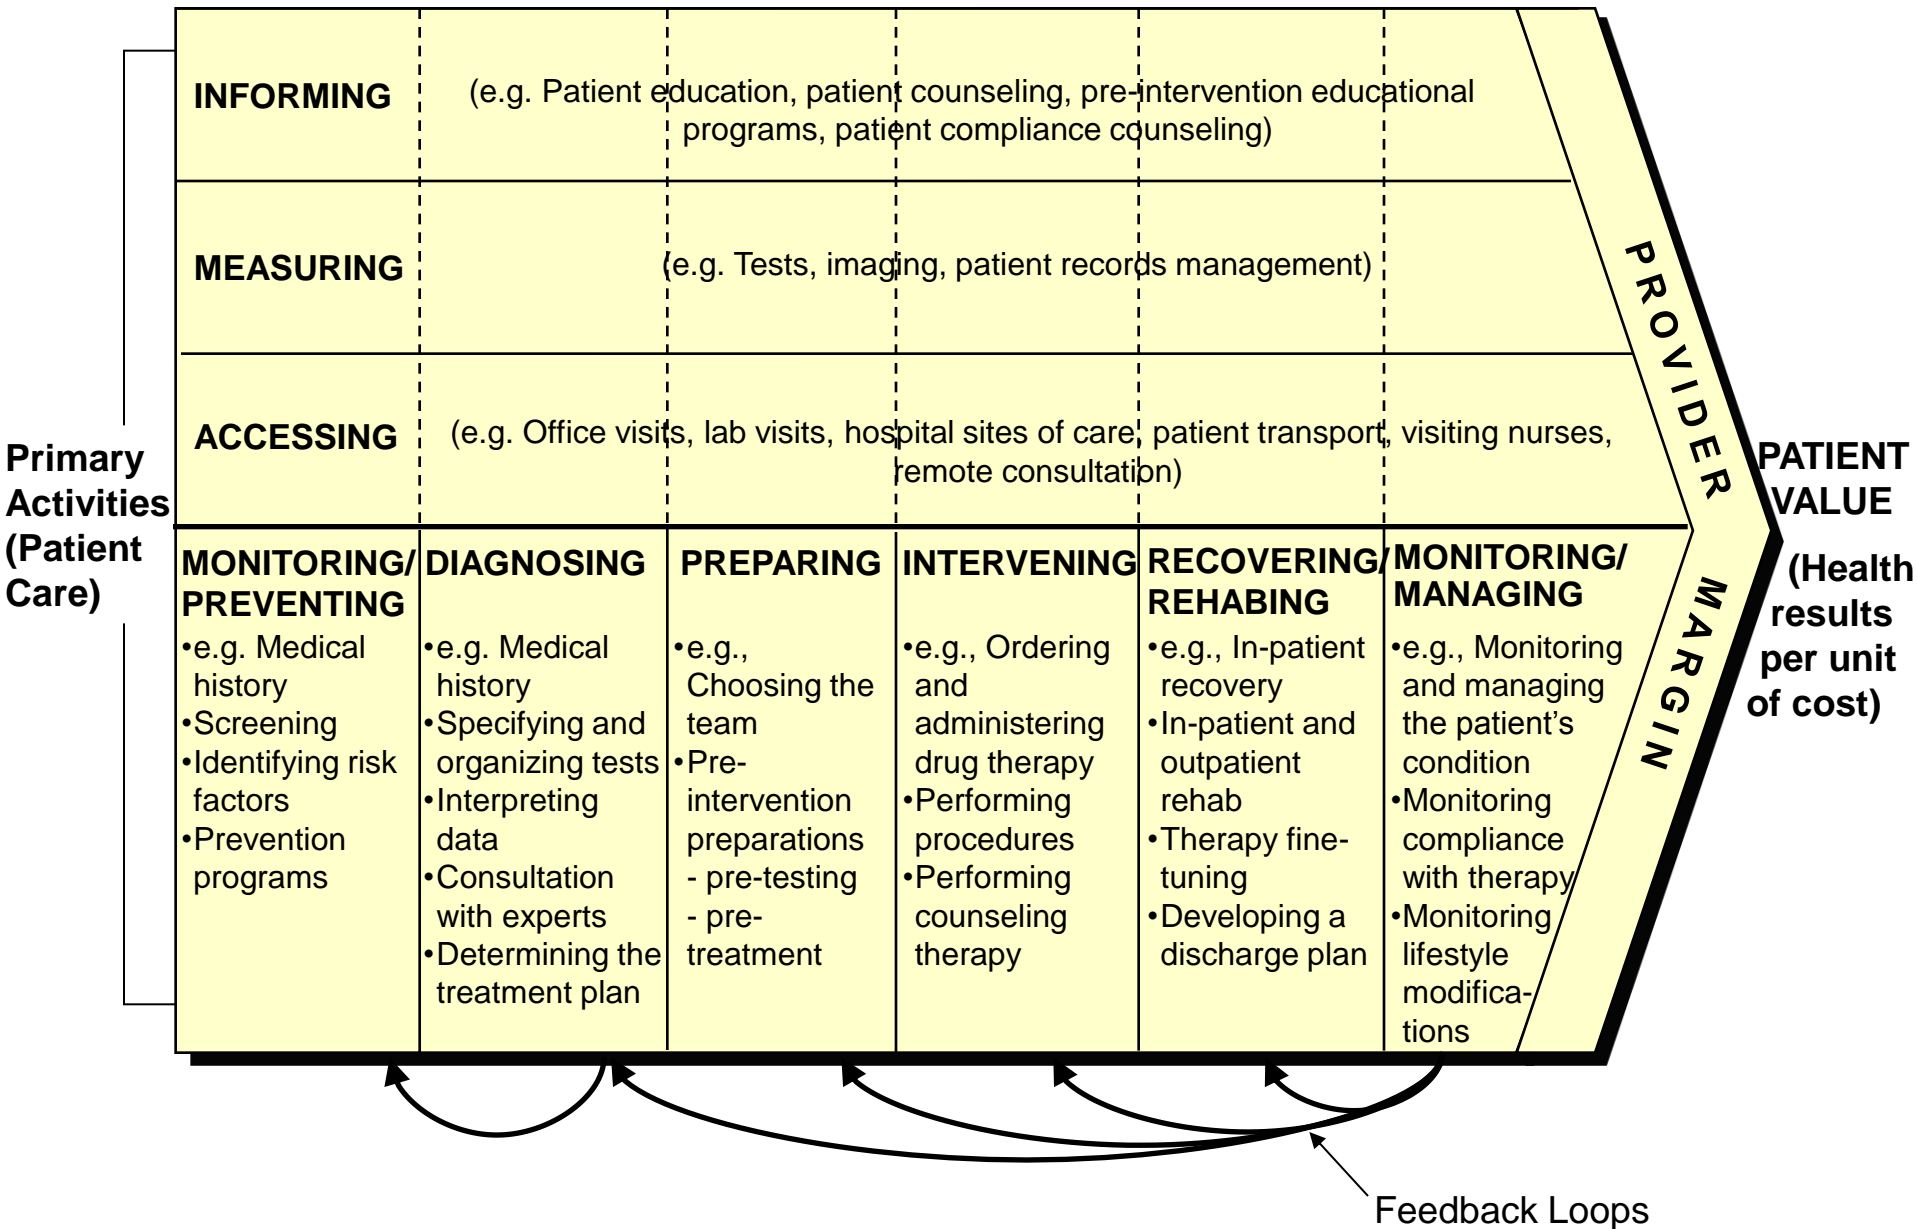 INFORMING
(e.g. Patient education, patient counseling, pre-intervention educational
programs, patient compliance counseling)
MEASURING
(e.g. Tests, imaging, patient records management)
ACCESSING
(e.g. Office visits, lab visits, hospital sites of care, patient transport, visiting nurses,
remote consultation)
Primary
Activities
(Patient
Care)
MONITORING/
PREVENTING
•e.g. Medical
history
•Screening
•Identifying risk
factors
•Prevention
programs
DIAGNOSING
•e.g. Medical
history
•Specifying and
organizing tests
•Interpreting
data
•Consultation
with experts
•Determining the
treatment plan
PREPARING
•e.g.,
Choosing the
team
•Pre-
intervention
preparations
- pre-testing
- pre-
treatment
INTERVENING
•e.g., Ordering
and
administering
drug therapy
•Performing
procedures
•Performing
counseling
therapy
RECOVERING/
REHABING
•e.g., In-patient
recovery
•In-patient and
outpatient
rehab
•Therapy fine-
tuning
•Developing a
discharge plan
MONITORING/
MANAGING
•e.g., Monitoring
and managing
the patient’s
condition
•Monitoring
compliance
with therapy
•Monitoring
lifestyle
modifica-
tions
PROVIDER
MARGIN
PATIENT
VALUE
(Health
results
per unit
of cost)
Feedback Loops